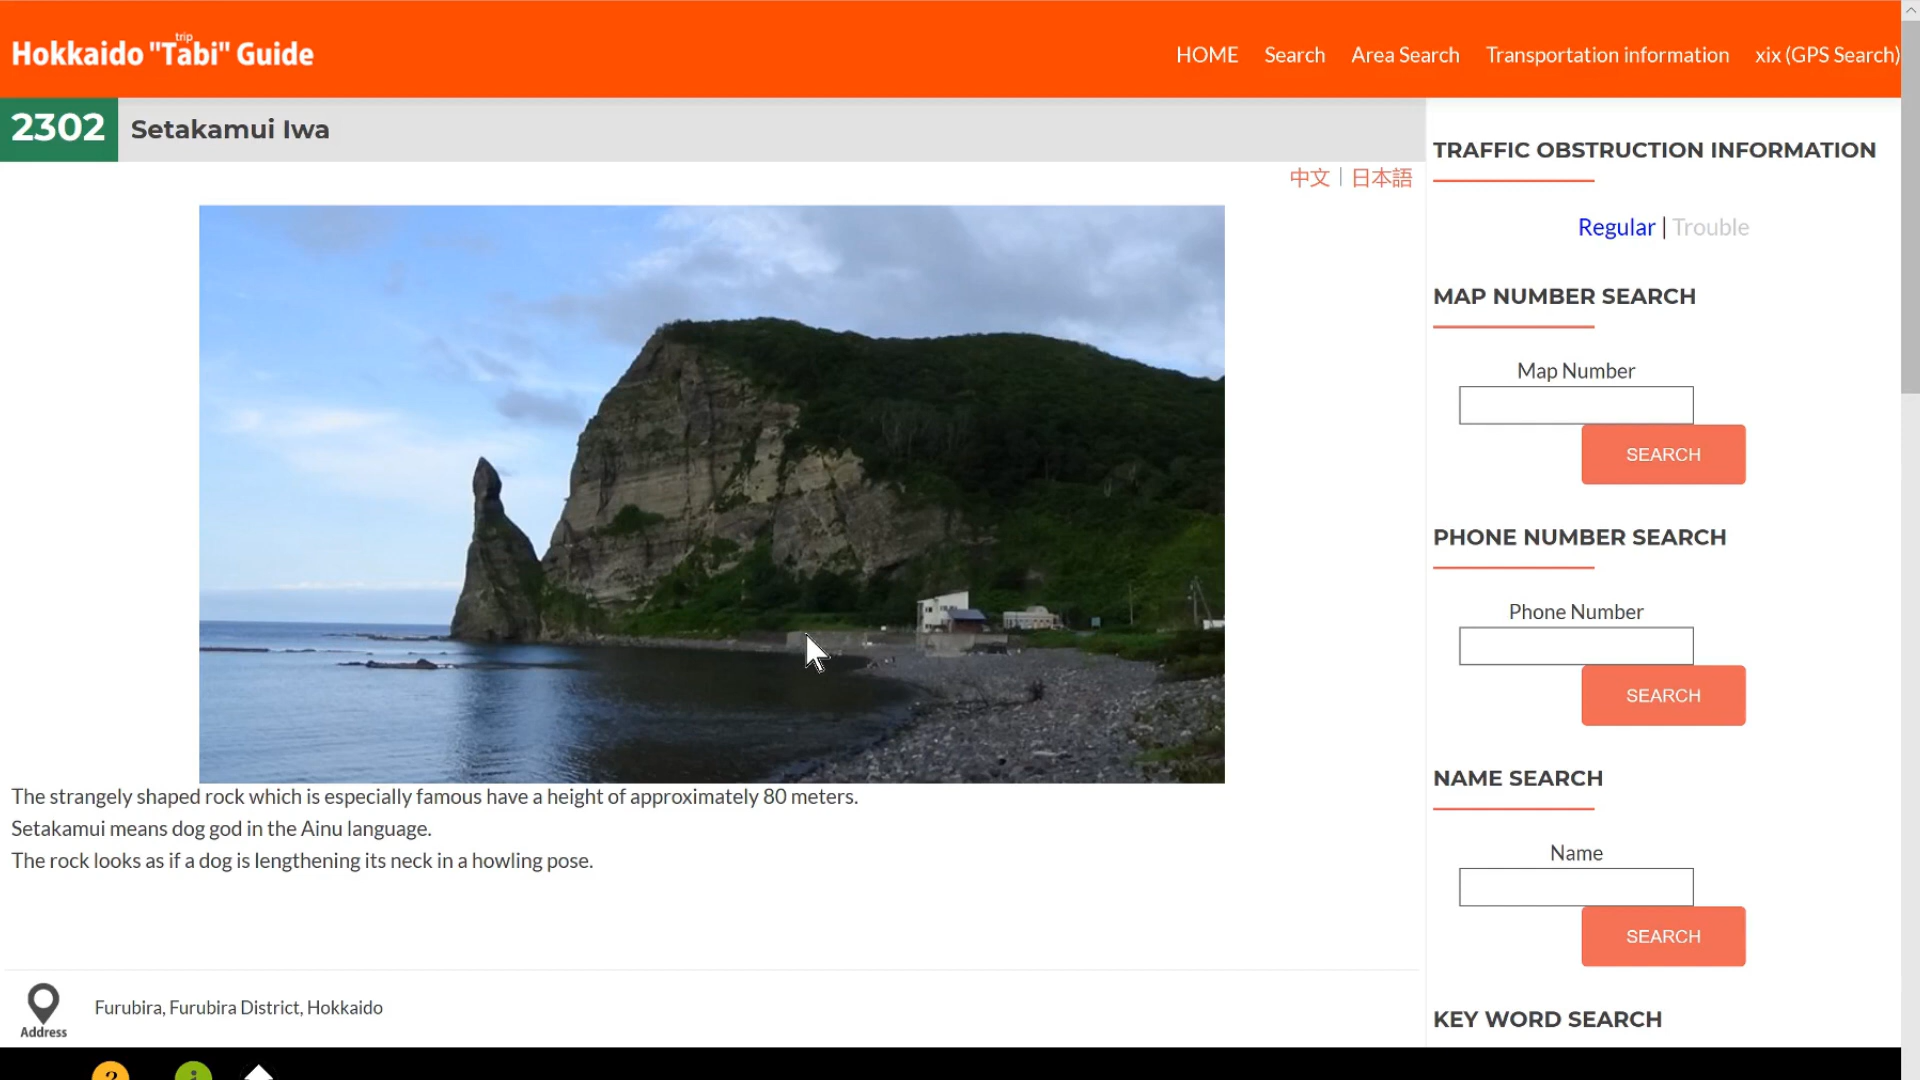 trip
Hokkaido "Tabi" Guide
HOME Search Area Search Transportation information xix (GPS Search)
2302 Setakamui Iwa
中文 | 日本語
The strangely shaped rock which is especially famous have a height of approximately 80 meters.
Setakamui means dog god in the Ainu language.
The rock looks as if a dog is lengthening its neck in a howling pose.
Address
Furubira, Furubira District, Hokkaido
TRAFFIC OBSTRUCTION INFORMATION
Regular | Trouble
MAP NUMBER SEARCH
Map Number
SEARCH
PHONE NUMBER SEARCH
Phone Number
SEARCH
NAME SEARCH
Name
SEARCH
KEY WORD SEARCH
? i